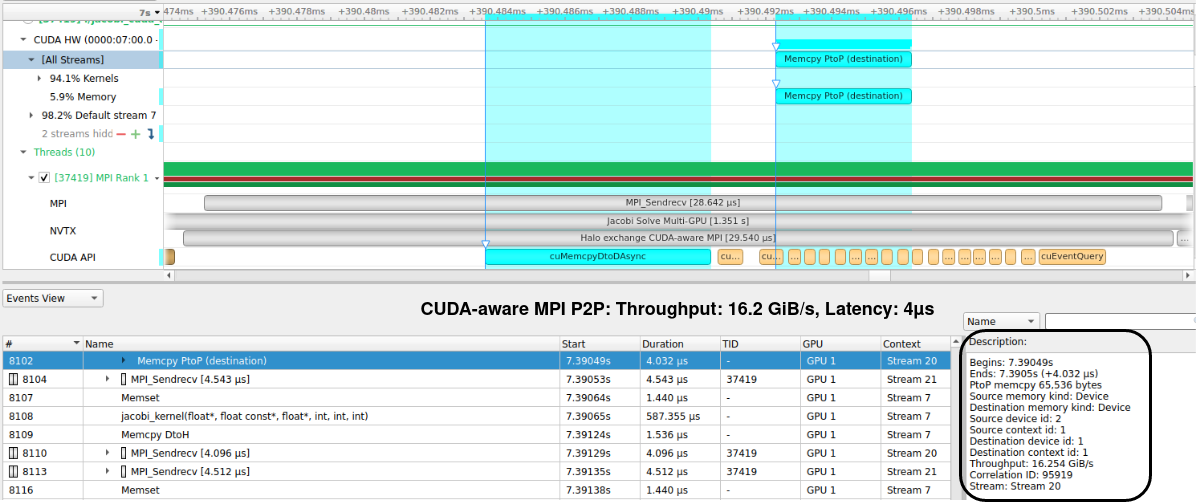 7s
474ms +390.476ms +390.478ms +390.48ms +390.482ms +390.484ms +390.486ms +390.488ms +390.49ms +390.492ms +390.494ms +390.496ms +390.498ms +390.5ms +390.502ms +390.504ms
CUDA HW (0000:07:00.0 -
[All Streams]
Memcpy PtoP (destination)
94.1% Kernels
5.9% Memory
Memcpy PtoP (destination)
98.2% Default stream 7
2 streams hidd
Threads (10)
[37419] MPI Rank 1
MPI
MPI_Sendrecv [28.642 µs]
Jacobi Solve Multi-GPU [1.351 s]
NVTX
Halo exchange CUDA-aware MPI [29.540 µs]
...
CUDA API
cuMemcpyDtoDAsync
cu...
cu...
...
...
...
...
...
...
...
...
...
cuEventQuery
Events View
CUDA-aware MPI P2P: Throughput: 16.2 GiB/s, Latency: 4µs
Name
# Name Start Duration TID GPU Context
8102 Memcpy PtoP (destination) 7.39049s 4.032 µs - GPU 1 Stream 20
8104 MPI_Sendrecv [4.543 µs] 7.39053s 4.543 µs 37419 GPU 1 Stream 21
8107 Memset 7.39064s 1.440 µs - GPU 1 Stream 7
8108 jacobi_kernel(float*, float const*, float*, int, int, int) 7.39065s 587.355 µs - GPU 1 Stream 7
8109 Memcpy DtoH 7.39124s 1.536 µs - GPU 1 Stream 7
8110 MPI_Sendrecv [4.096 µs] 7.39129s 4.096 µs 37419 GPU 1 Stream 20
8113 MPI_Sendrecv [4.512 µs] 7.39135s 4.512 µs 37419 GPU 1 Stream 21
8116 Memset 7.39138s 1.440 µs - GPU 1 Stream 7
Description:
Begins: 7.39049s
Ends: 7.3905s (+4.032 µs)
PtoP memcpy 65,536 bytes
Source memory kind: Device
Destination memory kind: Device
Source device id: 2
Source context id: 1
Destination device id: 1
Destination context id: 1
Throughput: 16.254 GiB/s
Correlation ID: 95919
Stream: Stream 20